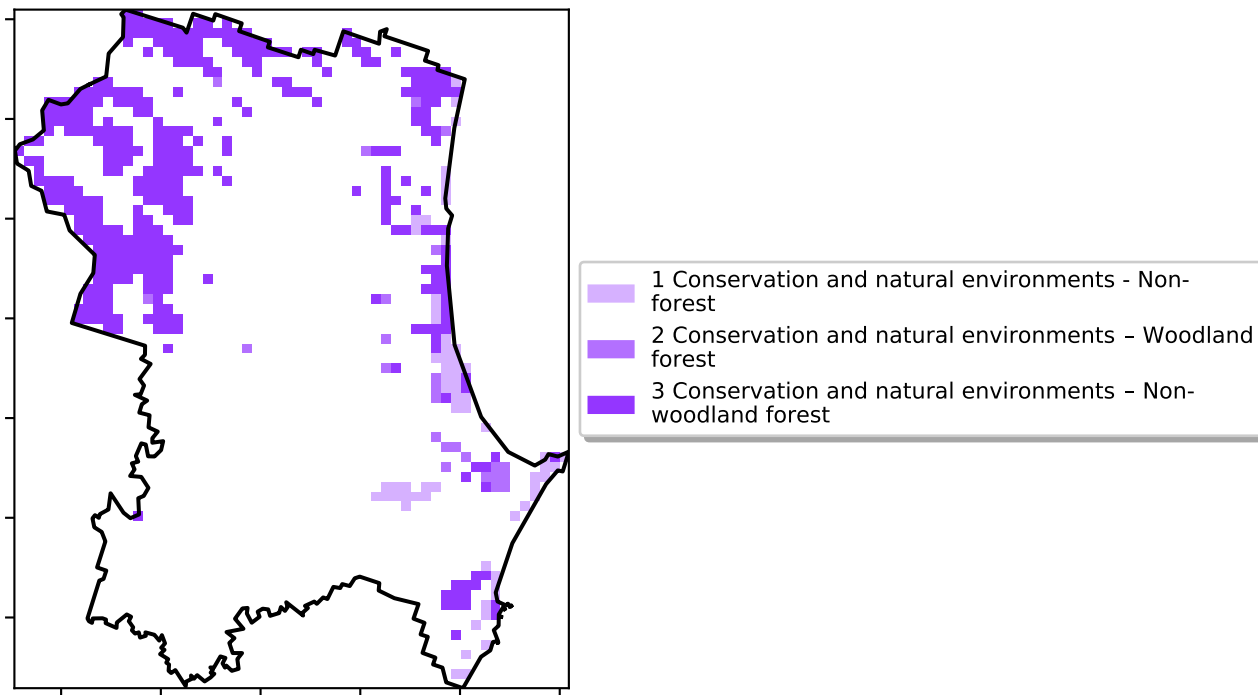 1 Conservation and natural environments - Non-
forest
2 Conservation and natural environments – Woodland
forest
3 Conservation and natural environments – Non-
woodland forest